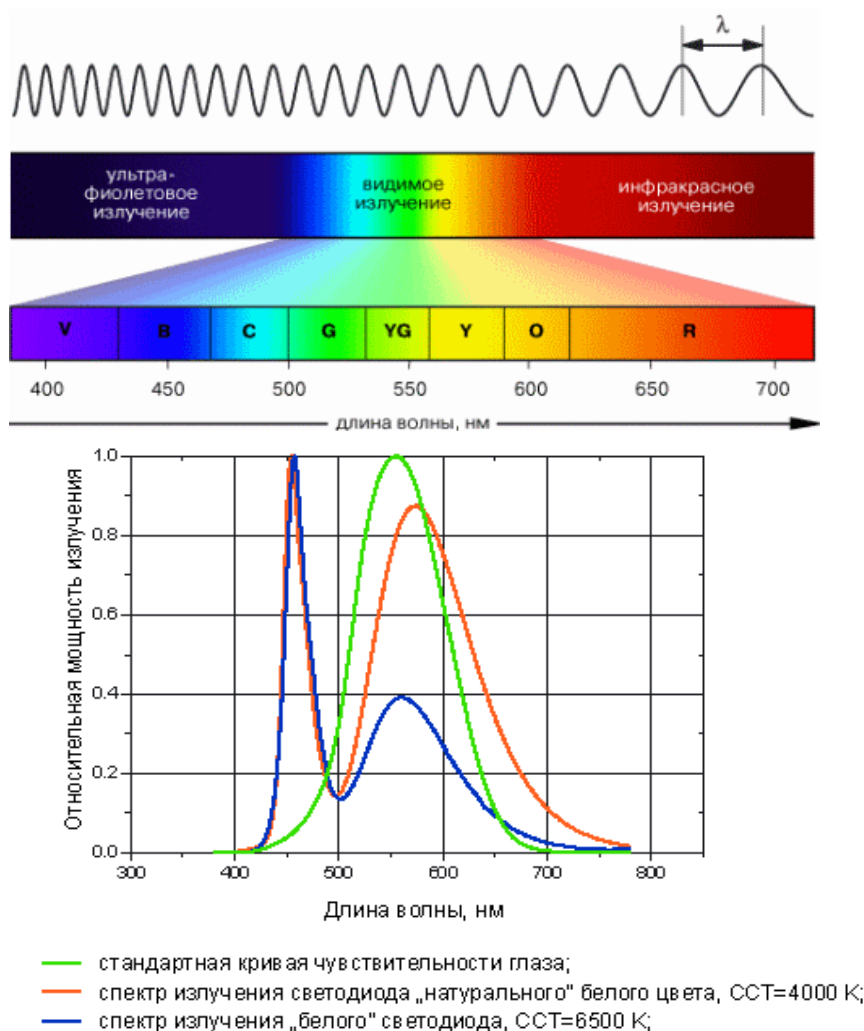 λ
ультра-
фиолетовое
излучение
видимое
излучение
инфракрасное
излучение
V B C G YG Y O R
400 450 500 550 600 650 700
длина волны, нм
Относительная мощность излучения
1.0
0.8
0.6
0.4
0.2
0.0
300 400 500 600 700 800
Длина волны, нм
стандартная кривая чувствительности глаза;
спектр излучения светодиода „натурального" белого цвета, ССТ=4000 К;
спектр излучения „белого" светодиода, ССТ=6500 К;